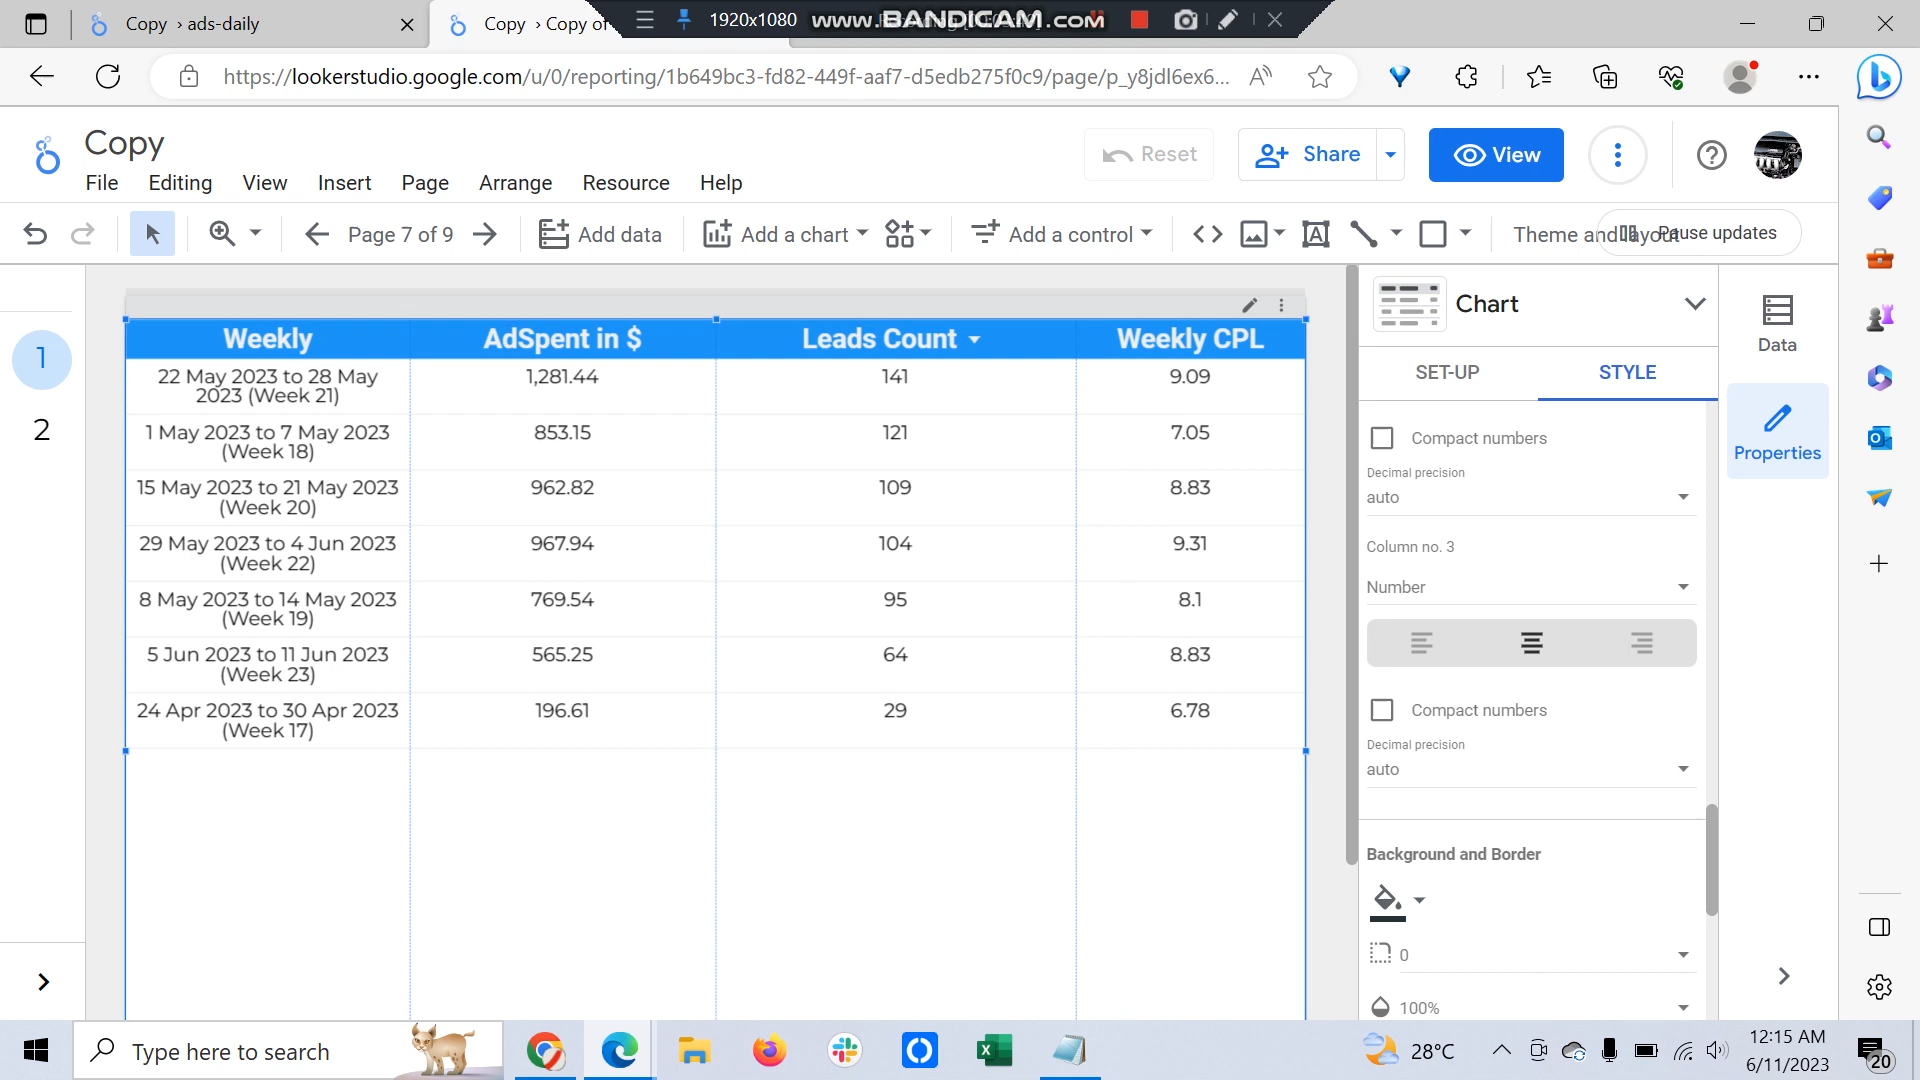 Copy › ads-daily
Copy › Copy of
1920x1080
www.BANDICAM.com
https://lookerstudio.google.com/u/0/reporting/1b649bc3-fd82-449f-aaf7-d5edb275f0c9/page/p_y8jdl6ex6...
Copy
Reset
Share
View
File Editing View Insert Arrange Page Resource Help
Page 7 of 9
Add data
Add a chart
Add a control
Theme and layout
Pause updates
1
2
Weekly AdSpent in $ Leads Count Weekly CPL
22 May 2023 to 28 May 2023 (Week 21) 1,281.44 141 9.09
1 May 2023 to 7 May 2023 (Week 18) 853.15 121 7.05
15 May 2023 to 21 May 2023 (Week 20) 962.82 109 8.83
29 May 2023 to 4 Jun 2023 (Week 22) 967.94 104 9.31
8 May 2023 to 14 May 2023 (Week 19) 769.54 95 8.1
5 Jun 2023 to 11 Jun 2023 (Week 23) 565.25 64 8.83
24 Apr 2023 to 30 Apr 2023 (Week 17) 196.61 29 6.78
Chart
SET-UP STYLE
Compact numbers
Decimal precision
auto
Column no. 3
Number
Compact numbers
Decimal precision
auto
Background and Border
0
100%
Data
Properties
Type here to search
28°C
12:15 AM
6/11/2023
20